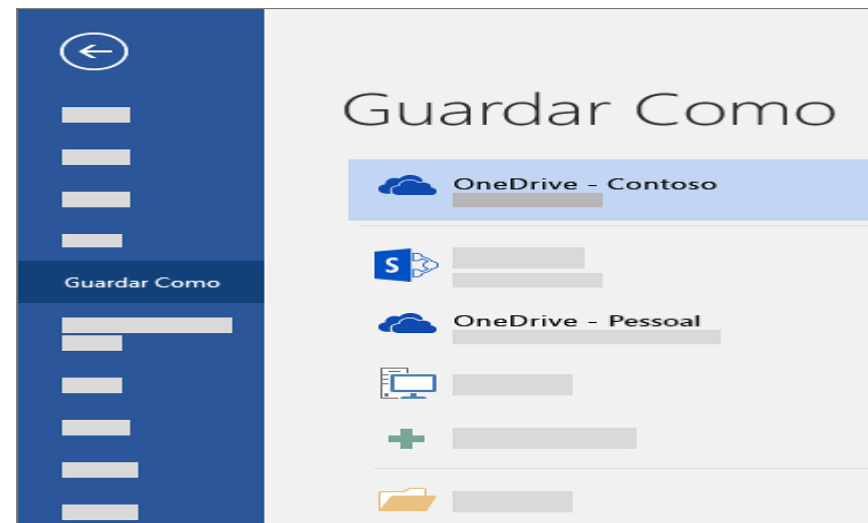 Guardar Como
OneDrive - Contoso
S
Guardar Como
OneDrive - Pessoal